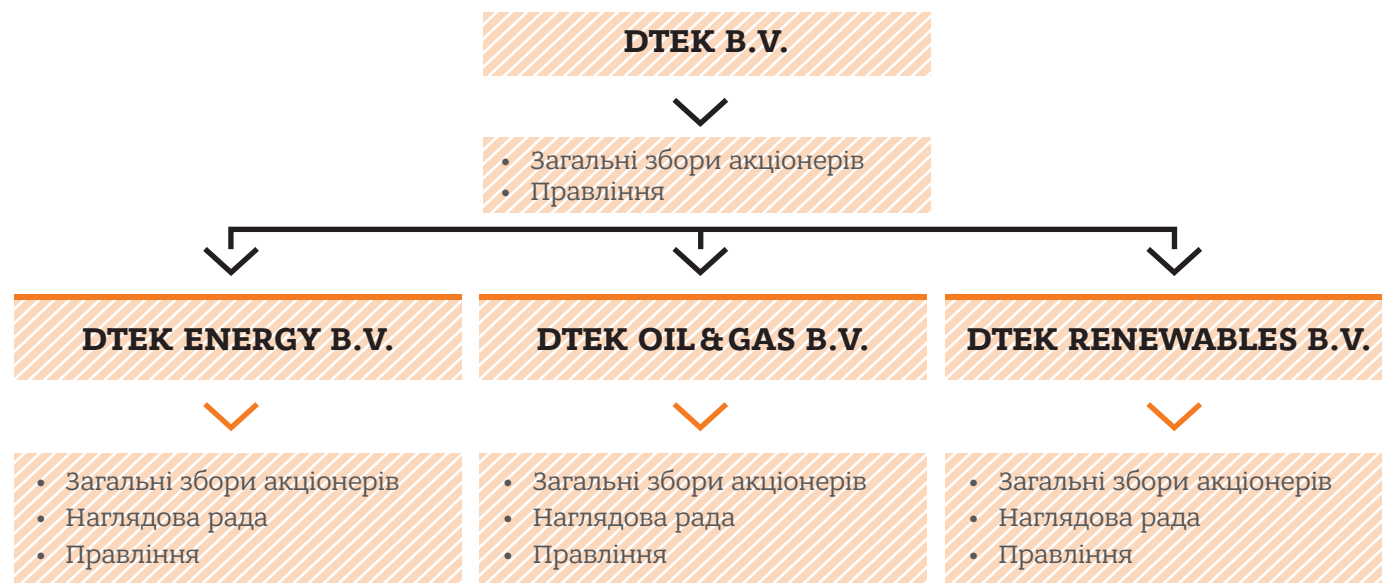 DTEK B.V.
• Загальні збори акціонерів
• Правління
DTEK ENERGY B.V.
DTEK OIL & GAS B.V.
DTEK RENEWABLES B.V.
• Загальні збори акціонерів
• Наглядова рада
• Правління
• Загальні збори акціонерів
• Наглядова рада
• Правління
• Загальні збори акціонерів
• Наглядова рада
• Правління